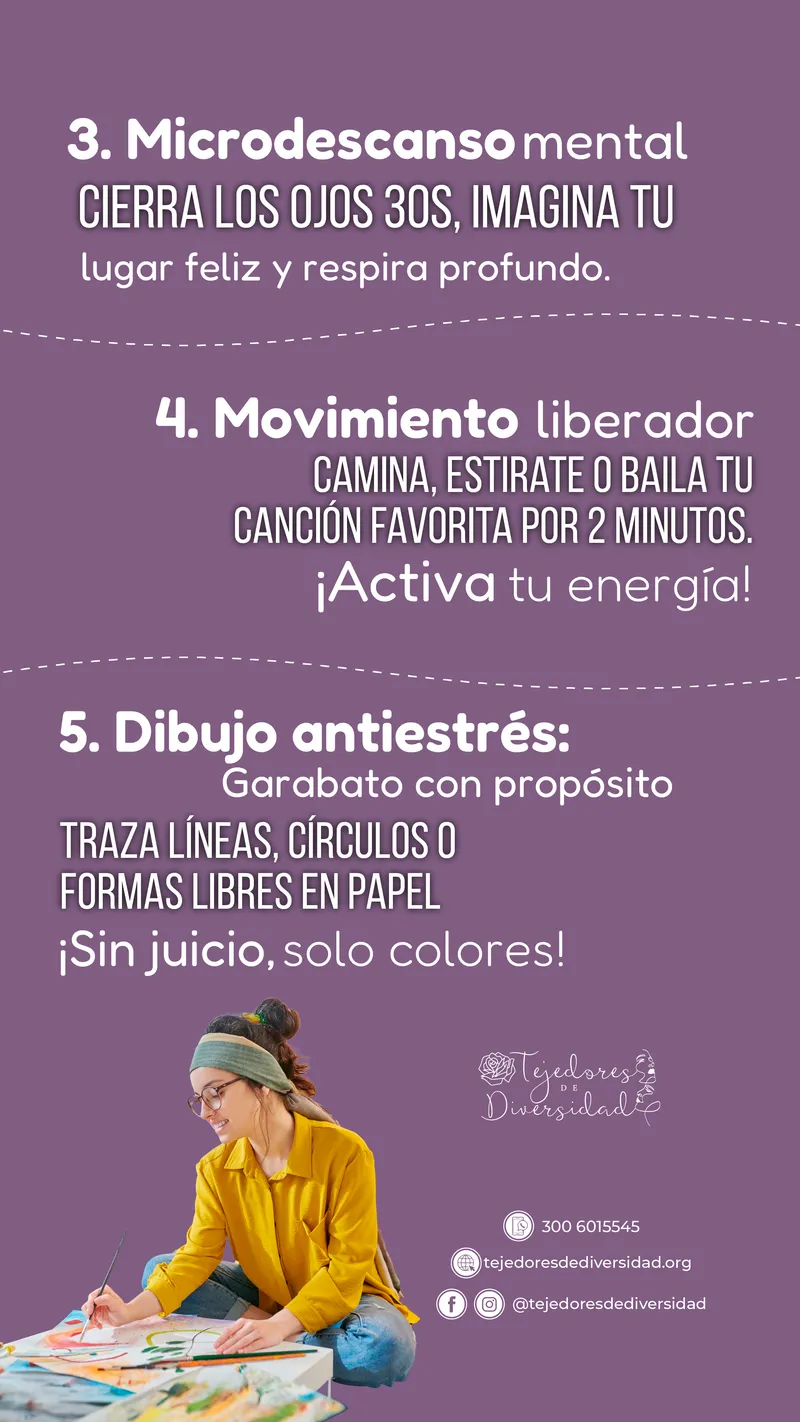 3. Microdescanso mental
CIERRA LOS OJOS 30S, IMAGINA TU
lugar feliz y respira profundo.
4. Movimiento liberador
CAMINA, ESTIRATE O BAILA TU
CANCIÓN FAVORITA POR 2 MINUTOS.
¡Activa tu energía!
5. Dibujo antiestrés:
Garabato con propósito
TRAZA LÍNEAS, CÍRCULOS O
FORMAS LIBRES EN PAPEL
¡Sin juicio, solo colores!
Tejedores
DE
Diversidad
300 6015545
tejedoresdediversidad.org
@tejedoresdediversidad